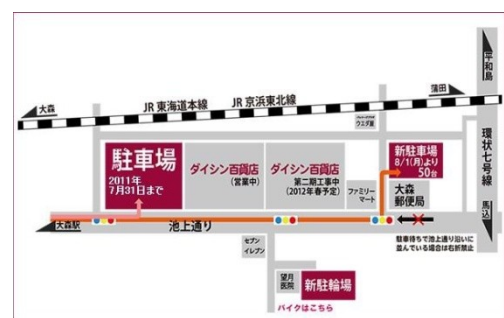 平和島
大森
JR 東海道本線
JR 京浜東北線
蒲田
ウエダ屋
環状七号線
駐車場
2011年
7月31日まで
ダイシン百貨店
(営業中)
ダイシン百貨店
第二期工事中
(2012年春予定)
ファミリー
マート
新駐車場
8/1(月)より
50台
大森
郵便局
馬込
大森駅
池上通り
駐車待ちで池上通り沿いに
並んでいる場合は右折禁止
セブン
イレブン
望月
医院
新駐輪場
バイクはこちら